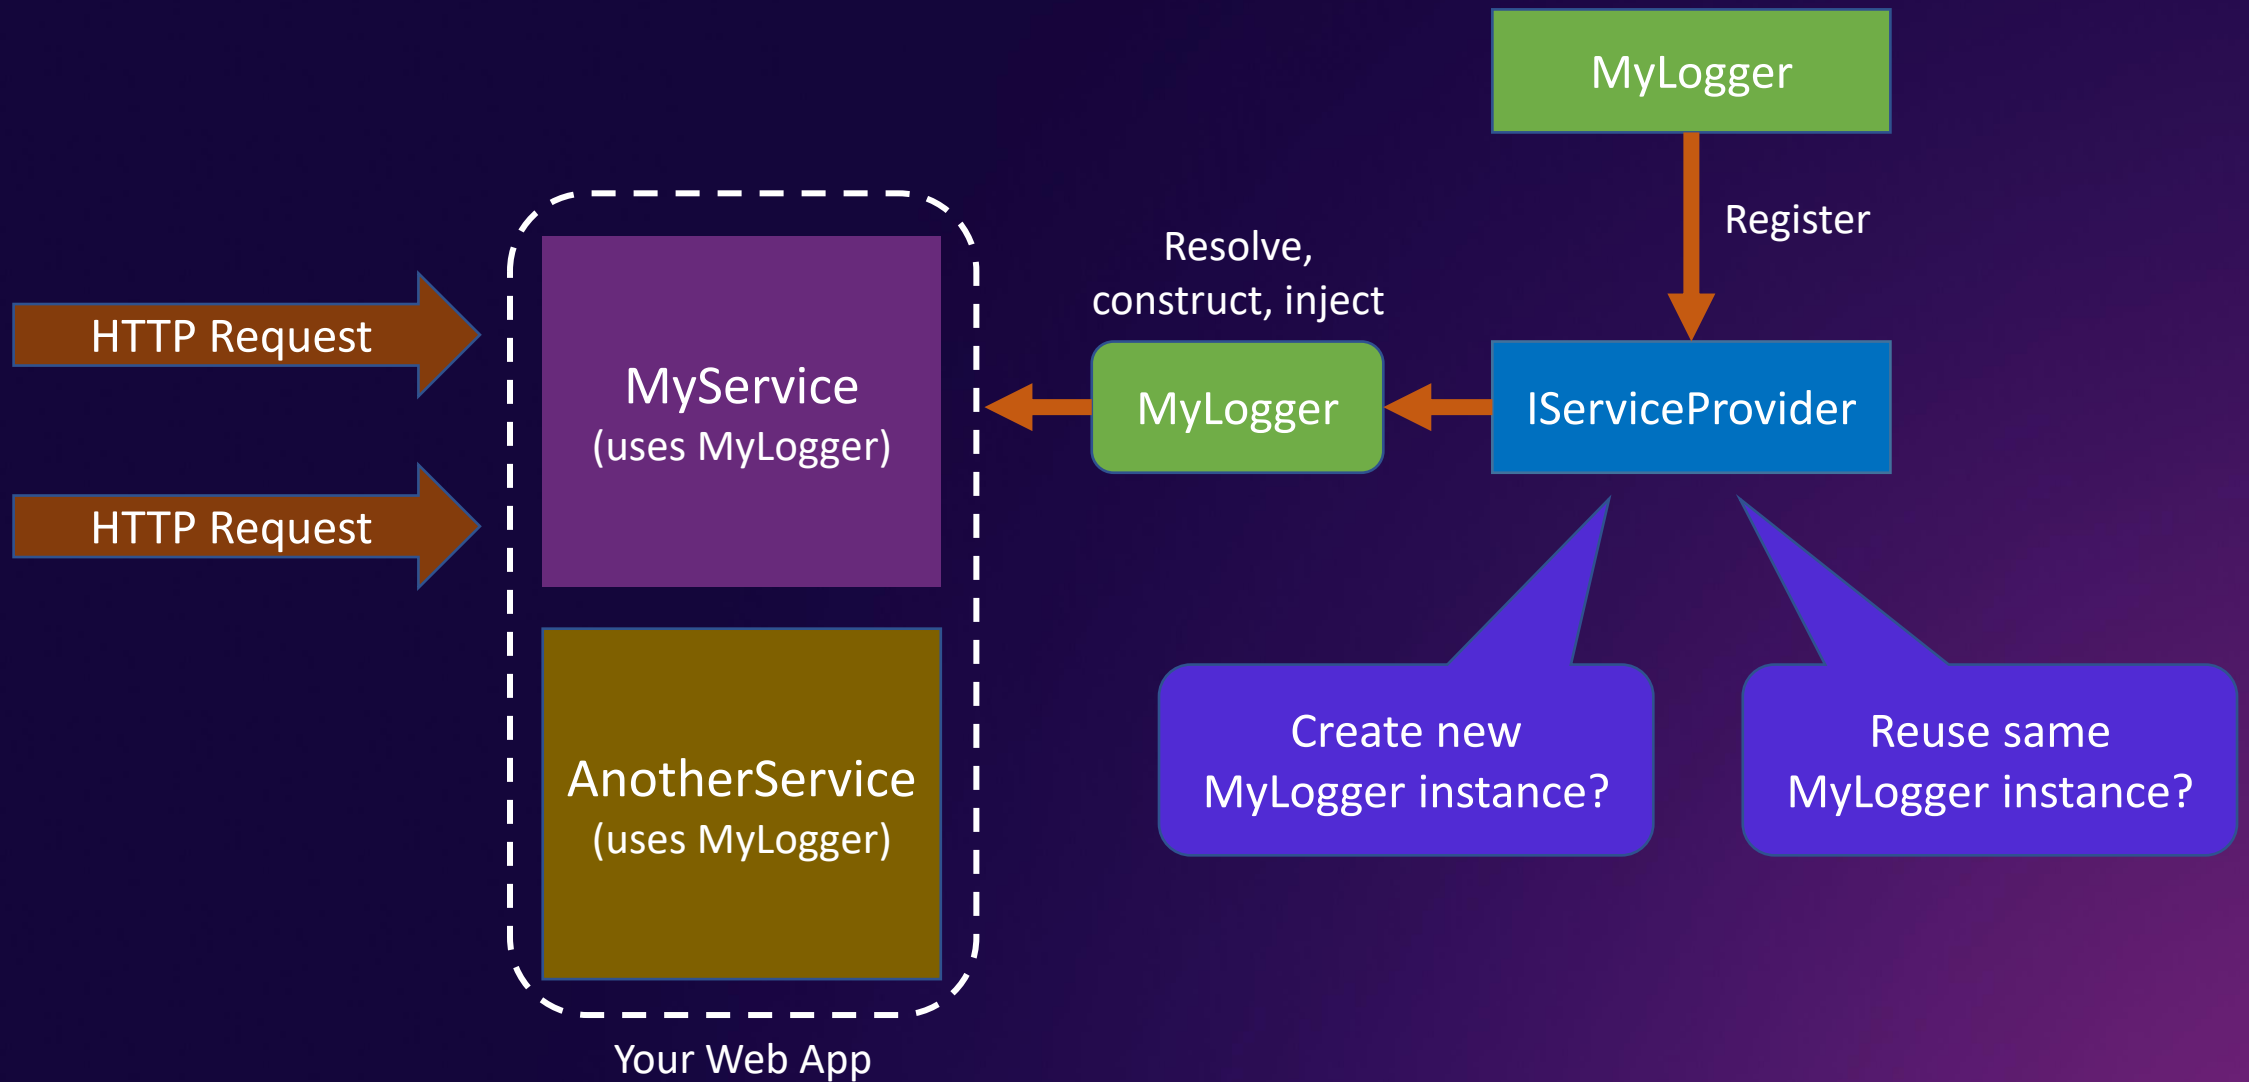 MyLogger
Register
Resolve,
construct, inject
HTTP Request
MyService
(uses MyLogger)
MyLogger
IServiceProvider
HTTP Request
AnotherService
(uses MyLogger)
Create new
MyLogger instance?
Reuse same
MyLogger instance?
Your Web App